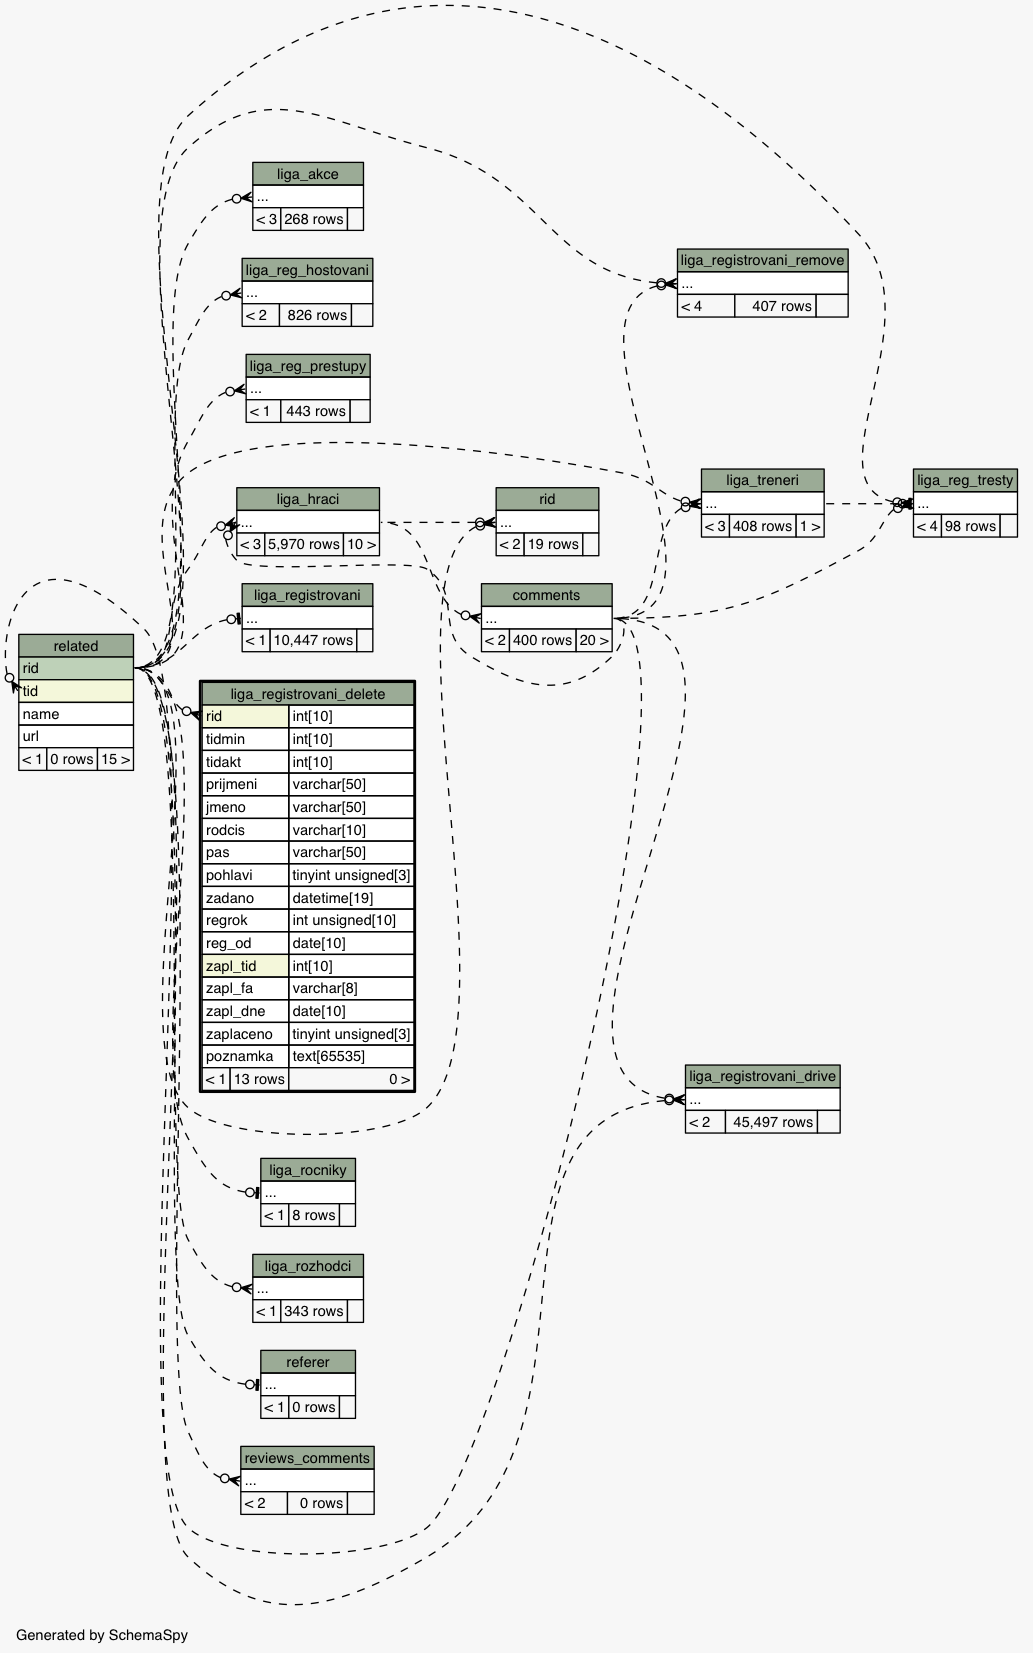 liga_akce
...
< 3 268 rows
liga_reg_hostovani
...
< 2 826 rows
liga_registrovani_remove
...
< 4 407 rows
liga_reg_prestupy
...
< 1 443 rows
liga_treneri
...
< 3 408 rows 1 >
liga_reg_tresty
...
< 4 98 rows
liga_hraci
...
< 3 5,970 rows 10 >
rid
...
< 2 19 rows
liga_registrovani
...
< 1 10,447 rows
comments
...
< 2 400 rows 20 >
related
rid
tid
name
url
< 1 0 rows 15 >
liga_registrovani_delete
rid int[10]
tidmin int[10]
tidakt int[10]
prijmeni varchar[50]
jmeno varchar[50]
rodcis varchar[10]
pas varchar[50]
pohlavi tinyint unsigned[3]
zadano datetime[19]
regrok int unsigned[10]
reg_od date[10]
zapl_tid int[10]
zapl_fa varchar[8]
zapl_dne date[10]
zaplaceno tinyint unsigned[3]
poznamka text[65535]
< 1 13 rows 0 >
liga_registrovani_drive
...
< 2 45,497 rows
liga_rocniky
...
< 1 8 rows
liga_rozhodci
...
< 1 343 rows
referer
...
< 1 0 rows
reviews_comments
...
< 2 0 rows
Generated by SchemaSpy